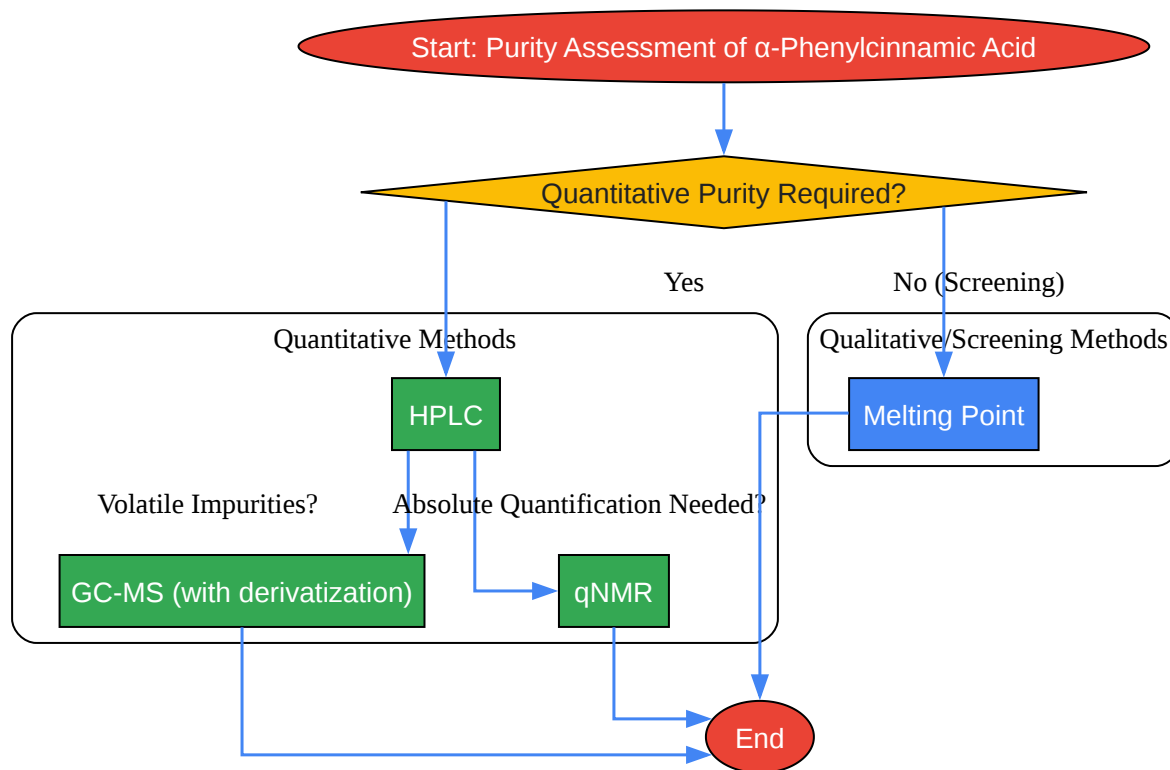 Start: Purity Assessment of α-Phenylcinnamic Acid
Quantitative Purity Required?
Yes
No (Screening)
Quantitative Methods
Qualitative/Screening Methods
HPLC
Melting Point
Volatile Impurities?
Absolute Quantification Needed?
GC-MS (with derivatization)
qNMR
End